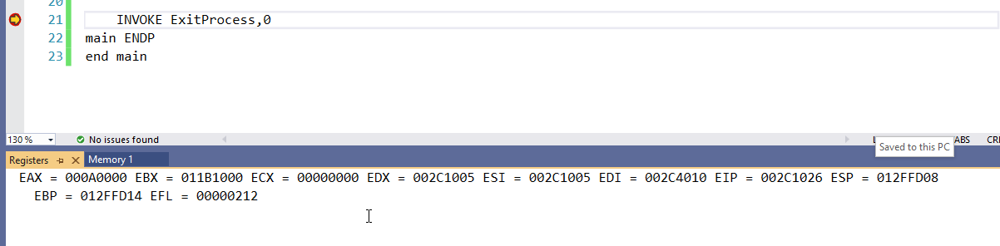 20
21 INVOKE ExitProcess,0
22 main ENDP
23 end main
130 % No issues found ABS CRL
Saved to this PC
Registers Memory 1
EAX = 000A0000 EBX = 011B1000 ECX = 00000000 EDX = 002C1005 ESI = 002C1005 EDI = 002C4010 EIP = 002C1026 ESP = 012FFD08
EBP = 012FFD14 EFL = 00000212